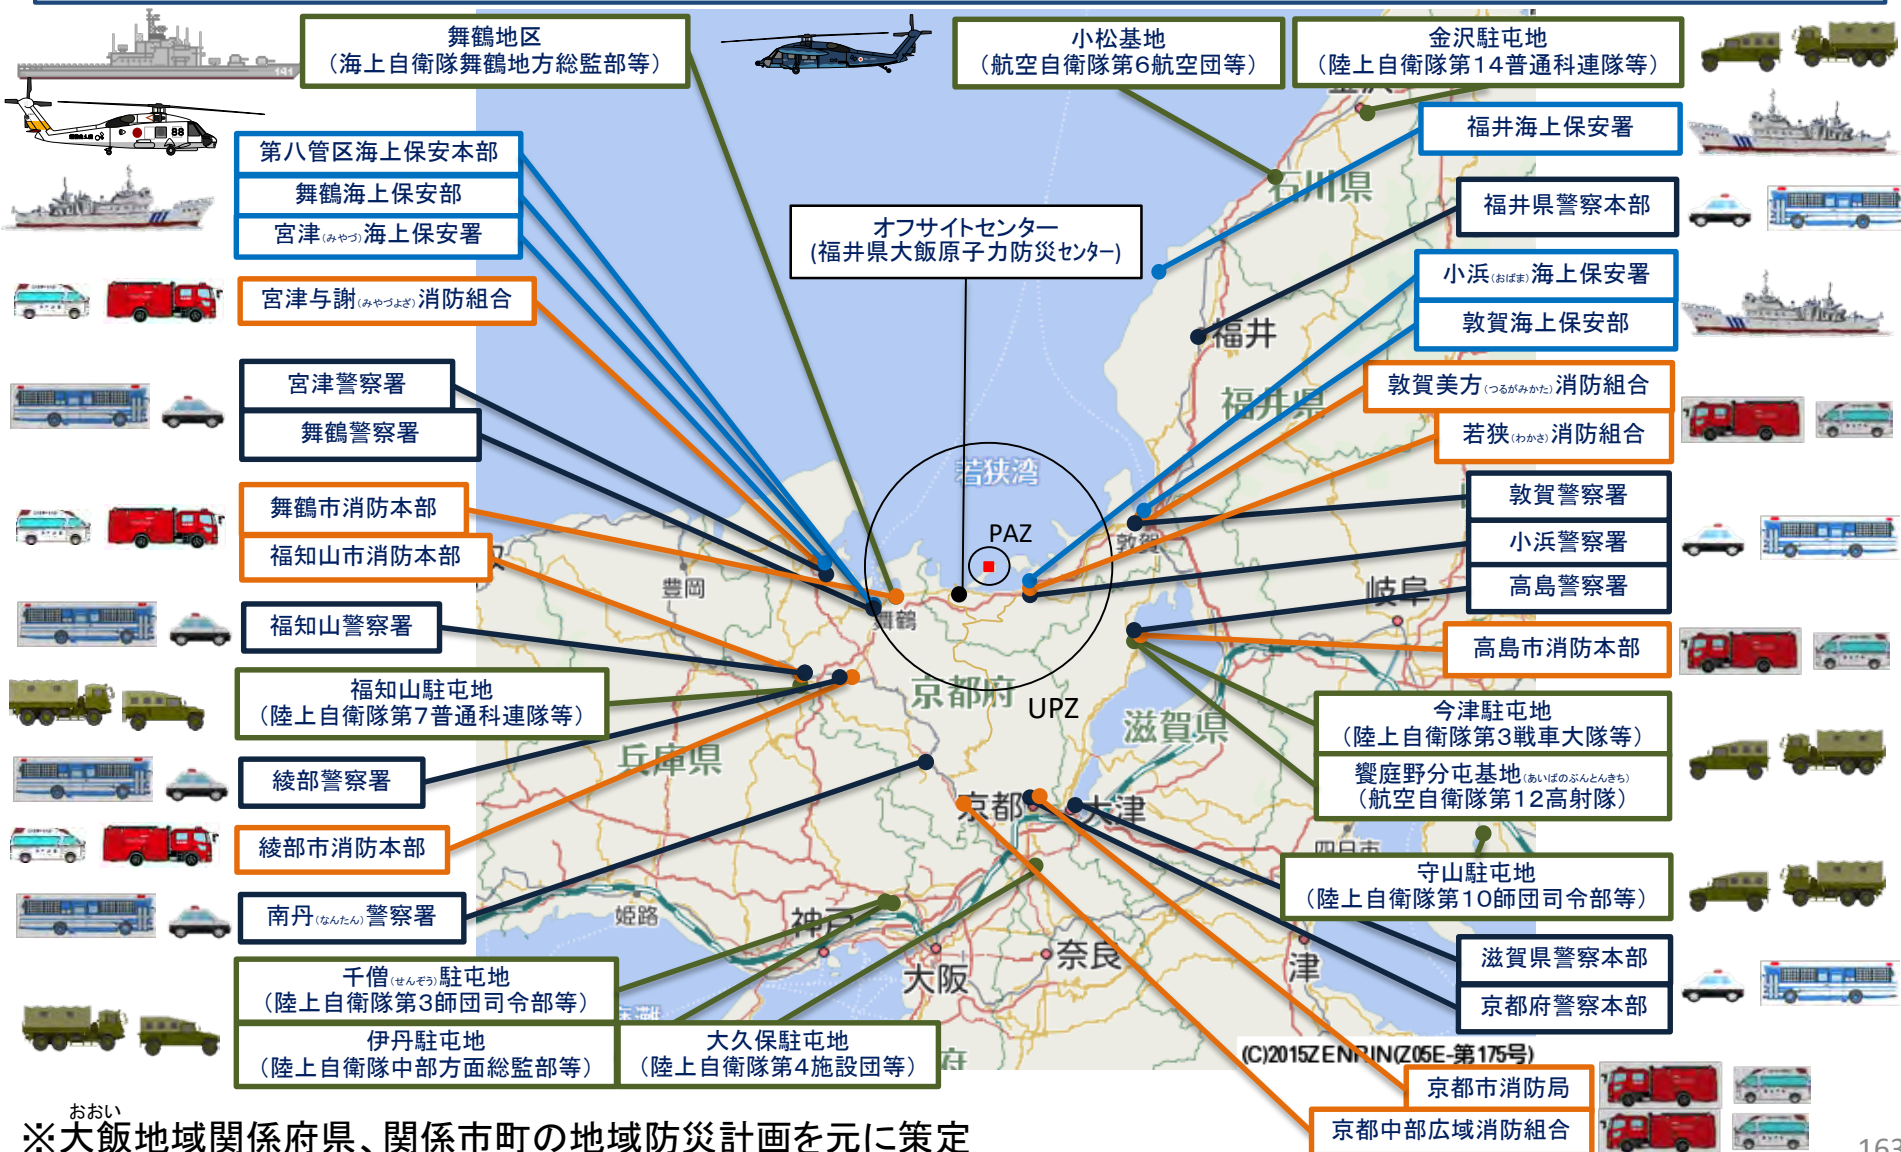 舞鶴地区
（海上自衛隊舞鶴地方総監部等）
小松基地
（航空自衛隊第6航空団等）
金沢駐屯地
（陸上自衛隊第14普通科連隊等）
141
88
第八管区海上保安本部
舞鶴海上保安部
宮津(みやづ)海上保安署
宮津与謝(みやづよざ)消防組合
宮津警察署
舞鶴警察署
舞鶴市消防本部
福知山市消防本部
福知山警察署
福知山駐屯地
（陸上自衛隊第7普通科連隊等）
綾部警察署
綾部市消防本部
南丹(なんたん)警察署
千僧(せんぞう)駐屯地
（陸上自衛隊第3師団司令部等）
伊丹駐屯地
（陸上自衛隊中部方面総監部等）
大久保駐屯地
（陸上自衛隊第4施設団等）
オフサイトセンター
(福井県大飯原子力防災センター)
福井海上保安署
福井県警察本部
小浜(おばま)海上保安署
敦賀海上保安部
敦賀美方(つるがみかた)消防組合
若狭(わかさ)消防組合
敦賀警察署
小浜警察署
高島警察署
高島市消防本部
今津駐屯地
（陸上自衛隊第3戦車大隊等）
饗庭野分屯基地(あいばのぶんとんきち)
（航空自衛隊第12高射隊）
守山駐屯地
（陸上自衛隊第10師団司令部等）
滋賀県警察本部
京都府警察本部
京都市消防局
京都中部広域消防組合
金沢
石川県
福井
福井県
若狭湾
PAZ
敦賀
豊岡
舞鶴
岐阜
京都府
UPZ
滋賀県
兵庫県
京都
大津
四日市
姫路
神戸
大阪
奈良
津
(C)2015ZENRIN(Z05E-第175号)
おおい
※大飯地域関係府県、関係市町の地域防災計画を元に策定
163